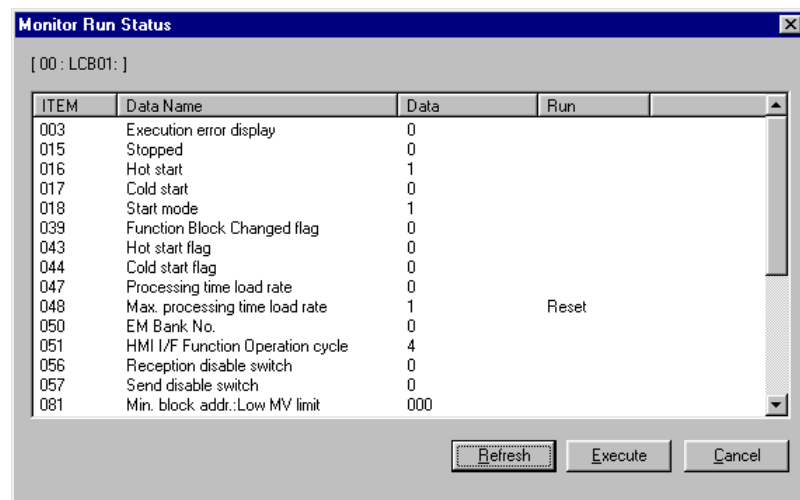 Monitor Run Status
[ 00 : LCB01: ]
ITEM Data Name Data Run
003 Execution error display 0
015 Stopped 0
016 Hot start 1
017 Cold start 0
018 Start mode 1
039 Function Block Changed flag 0
043 Hot start flag 0
044 Cold start flag 0
047 Processing time load rate 0
048 Max. processing time load rate 1 Reset
050 EM Bank No. 0
051 HMI I/F Function Operation cycle 4
056 Reception disable switch 0
057 Send disable switch 0
081 Min. block addr.:Low MV limit 000
Refresh Execute Cancel